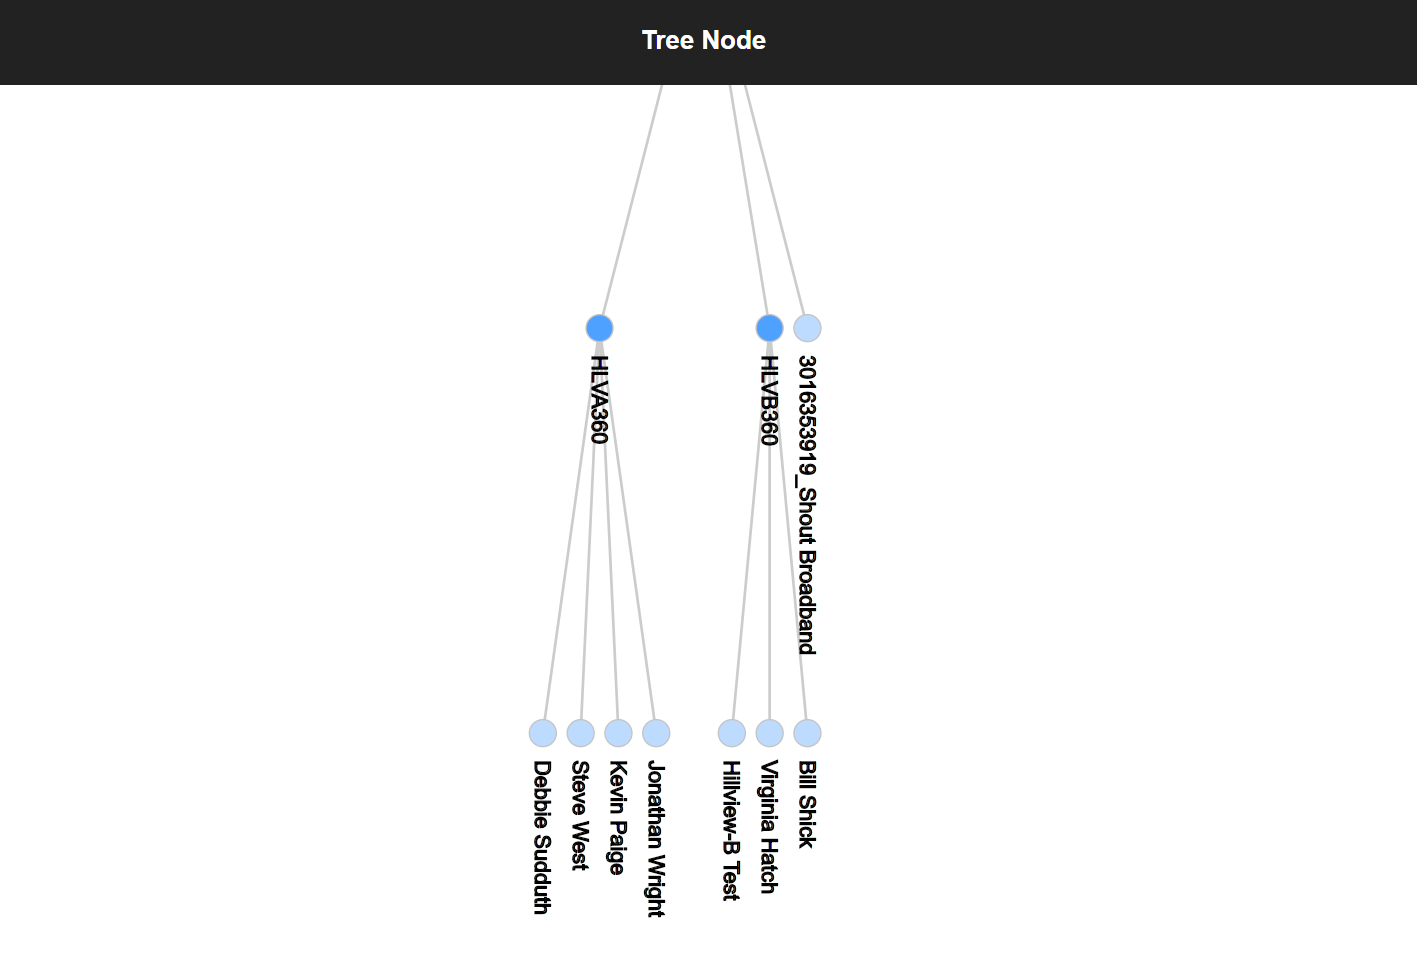 Tree Node
HLVA360
HLVB360
3016353919_Shout Broadband
Debbie Sudduth
Steve West
Kevin Paige
Jonathan Wright
Hillview-B Test
Virginia Hatch
Bill Shick